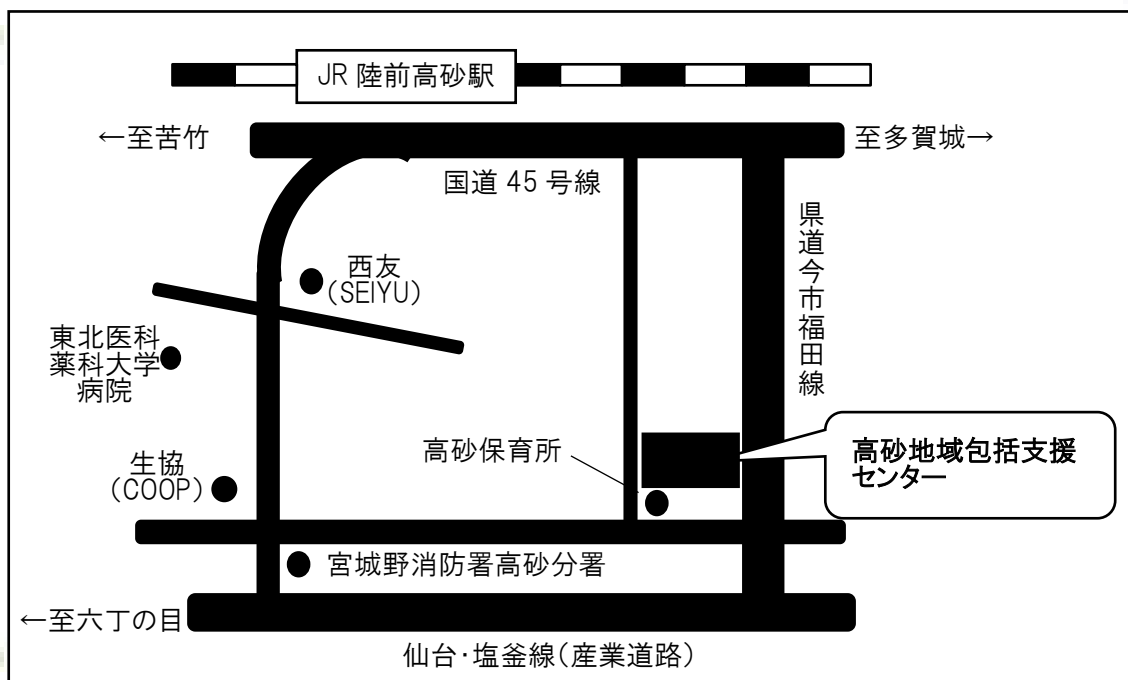 JR 陸前高砂駅
←至苦竹
至多賀城→
国道 45 号線
県道今市福田線
西友
(SEIYU)
東北医科
薬科大学
病院
高砂保育所
高砂地域包括支援
センター
生協
(COOP)
宮城野消防署高砂分署
←至六丁の目
仙台・塩釜線(産業道路)